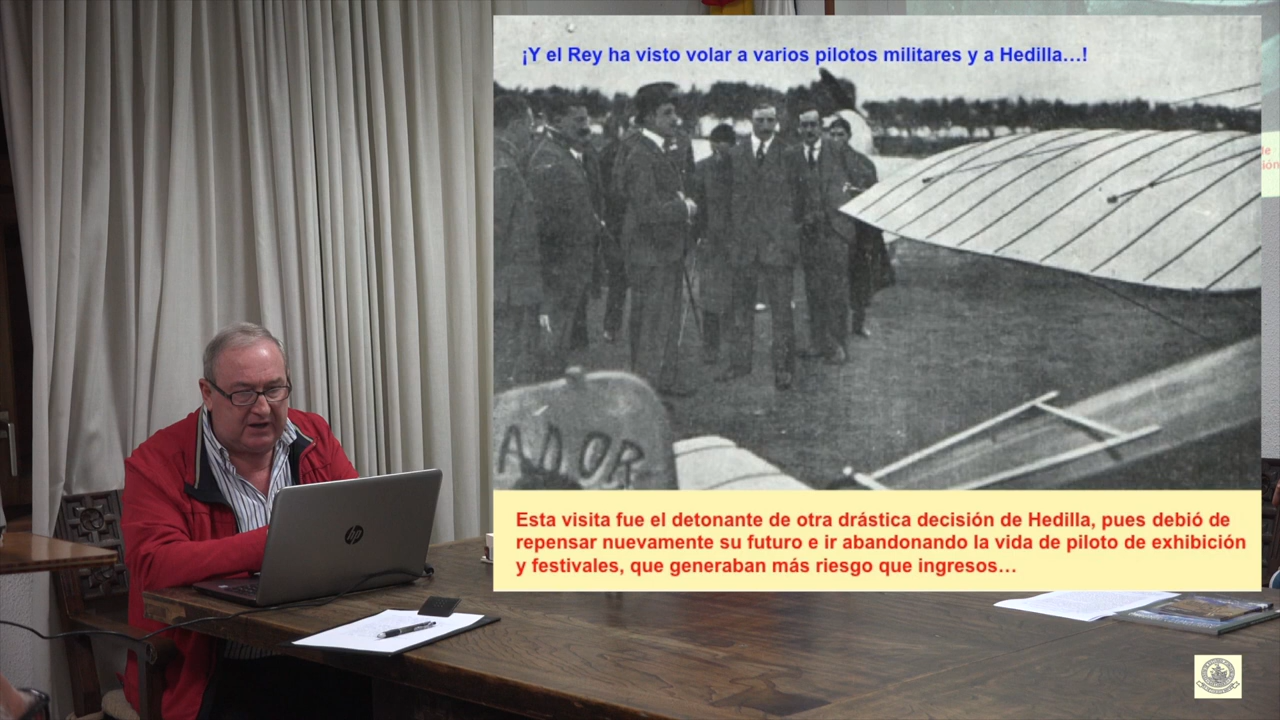 ¡Y el Rey ha visto volar a varios pilotos militares y a Hedilla…!
ADOR
Esta visita fue el detonante de otra drástica decisión de Hedilla, pues debió de
repensar nuevamente su futuro e ir abandonando la vida de piloto de exhibición
y festivales, que generaban más riesgo que ingresos…
hp